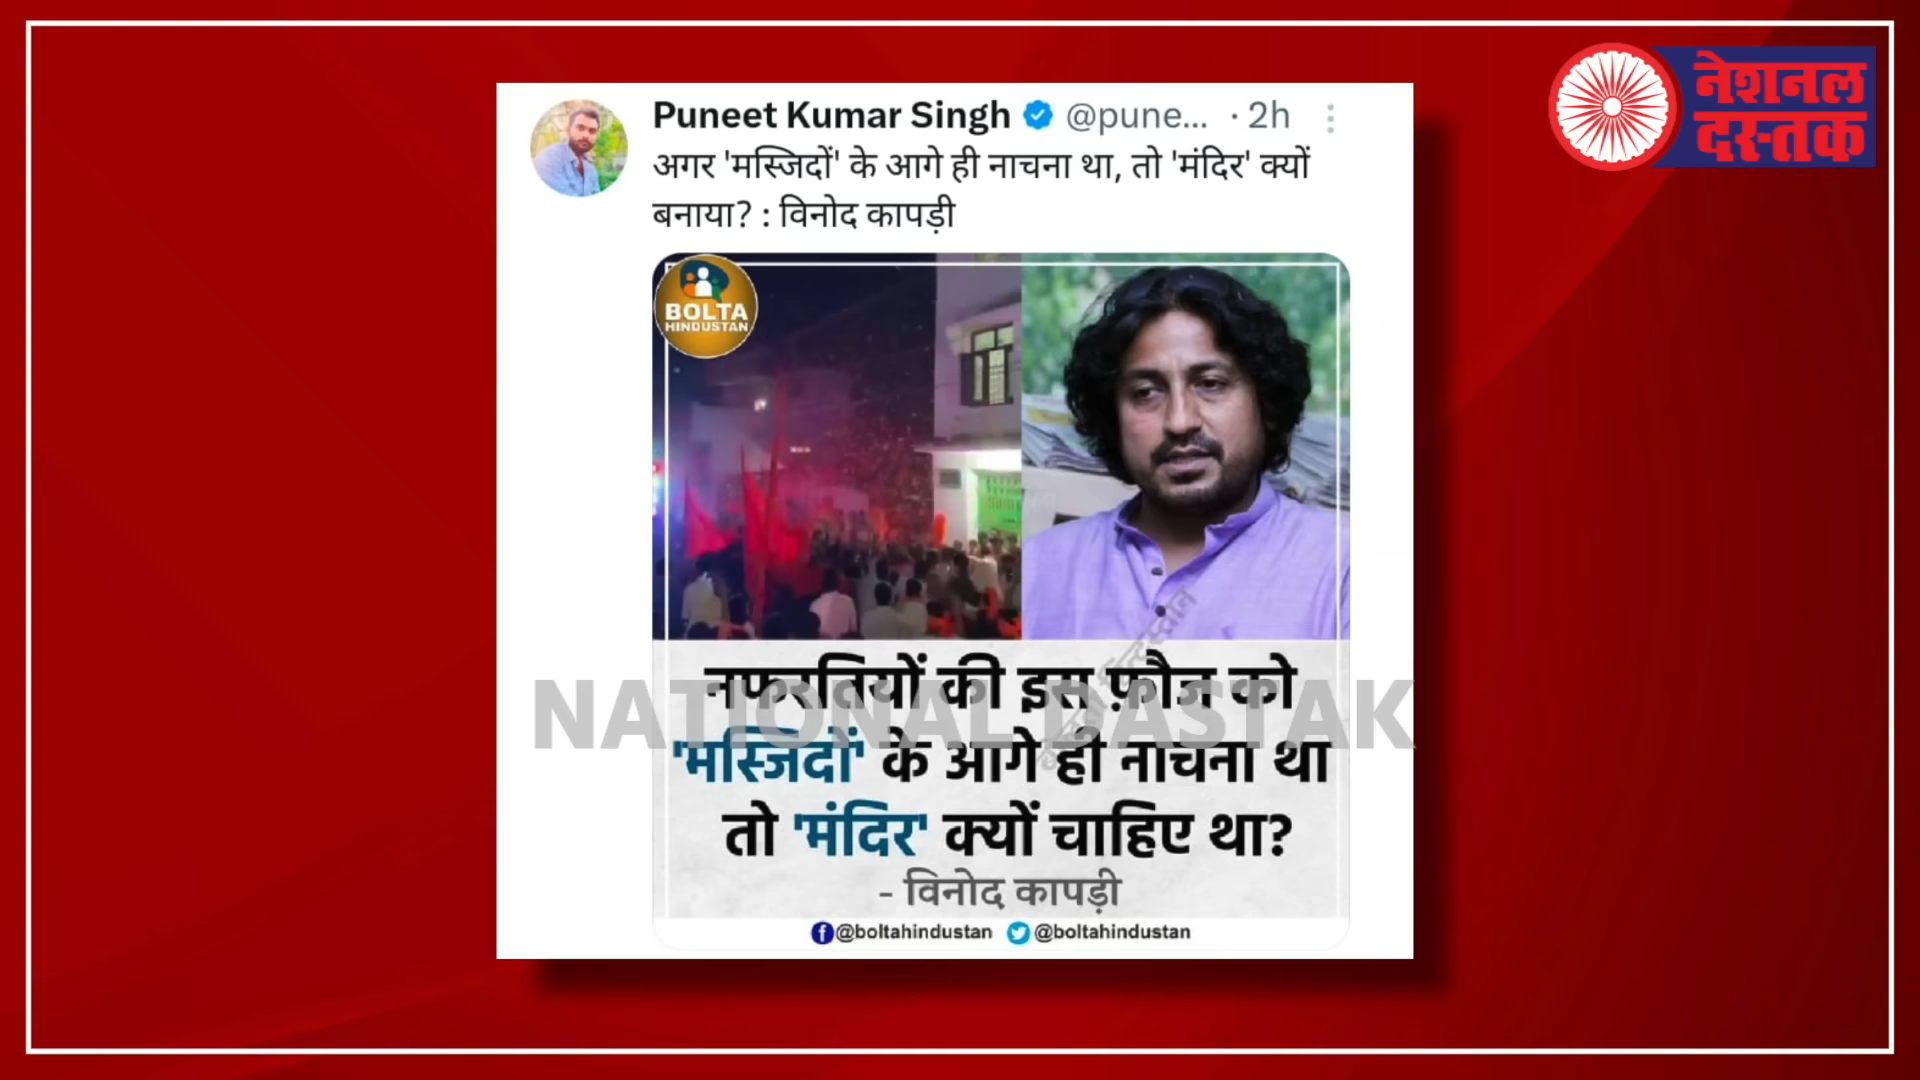 नेशनल
दस्तक
Puneet Kumar Singh @pune... · 2h
अगर 'मस्जिदों' के आगे ही नाचना था, तो 'मंदिर' क्यों
बनाया? : विनोद कापड़ी
BOLTA
HINDUSTAN
नफरतियों की इस फ़ौज को
NATIONAL DASTAK
'मस्जिदों' के आगे ही नाचना था
तो 'मंदिर' क्यों चाहिए था?
- विनोद कापड़ी
@boltahindustan @boltahindustan